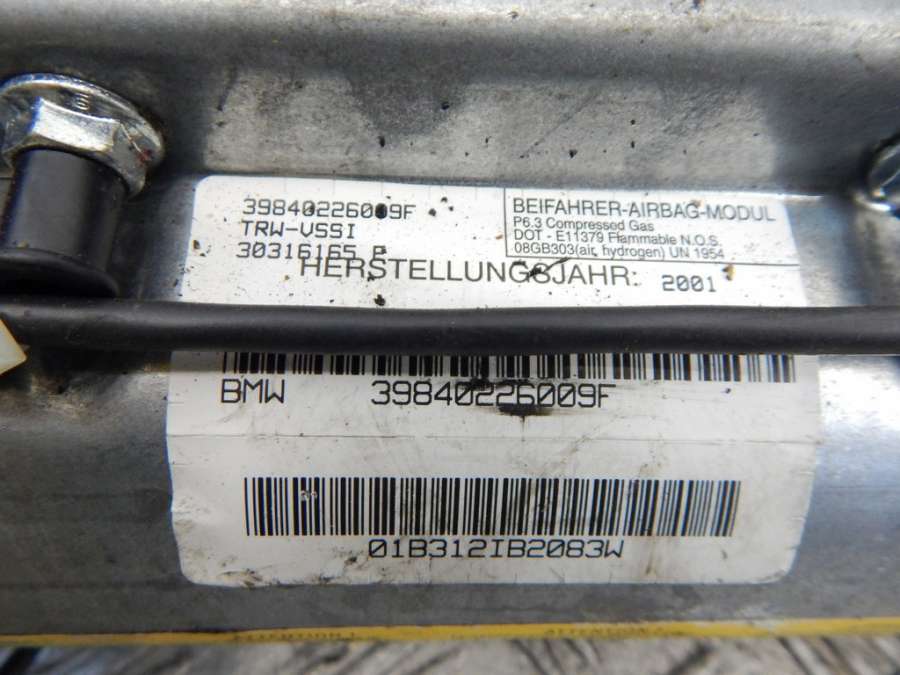 39840226009F
TRW-VSSI
30316165
BEIFAHRER-AIRBAG-MODUL
P6.3 Compressed Gas
DOT - E11379 Flammable N.O.S.
08GB303(air, hydrogen) UN 1954
HERSTELLUNGSJAHR: 2001
BMW 39840226009F
01B312IB2083W